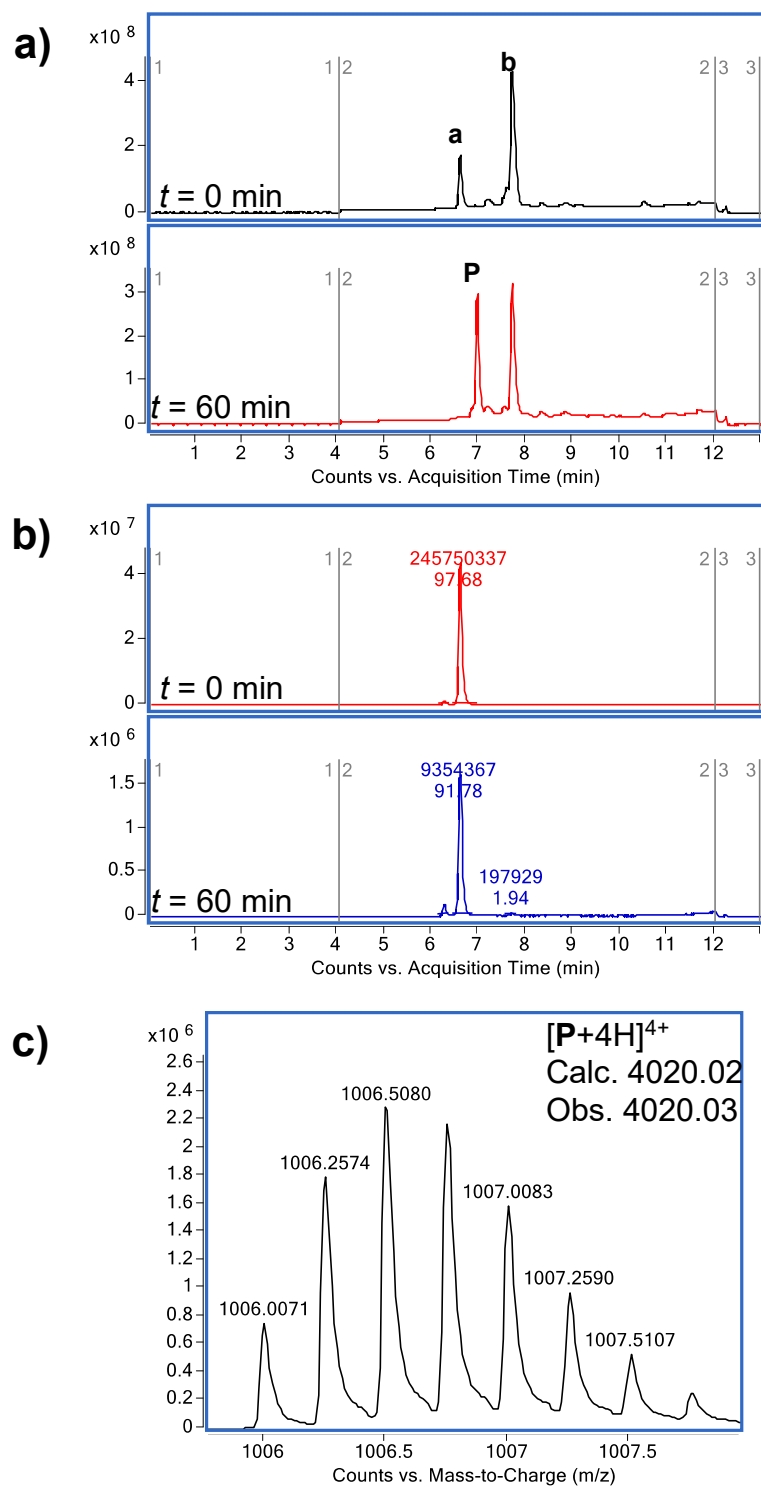 a)
x10 8
1 1 2 2 3 3
b
a
4
2
0
t = 0 min
x10 8
1 1 2 2 3 3
P
3
2
1
0
t = 60 min
1 2 3 4 5 6 7 8 9 10 11 12
Counts vs. Acquisition Time (min)
b)
x10 7
1 1 2 2 3 3
245750337
97.68
4
2
0
t = 0 min
x10 6
1 1 2 2 3 3
9354367
91.78
197929
1.94
1.5
1
0.5
0
t = 60 min
1 2 3 4 5 6 7 8 9 10 11 12
Counts vs. Acquisition Time (min)
c)
x10 6
[P+4H]4+
Calc. 4020.02
Obs. 4020.03
2.6
2.4
2.2
2
1.8
1.6
1.4
1.2
1
0.8
0.6
0.4
0.2
0
1006.5080
1006.2574
1007.0083
1007.2590
1006.0071
1007.5107
1006 1006.5 1007 1007.5
Counts vs. Mass-to-Charge (m/z)